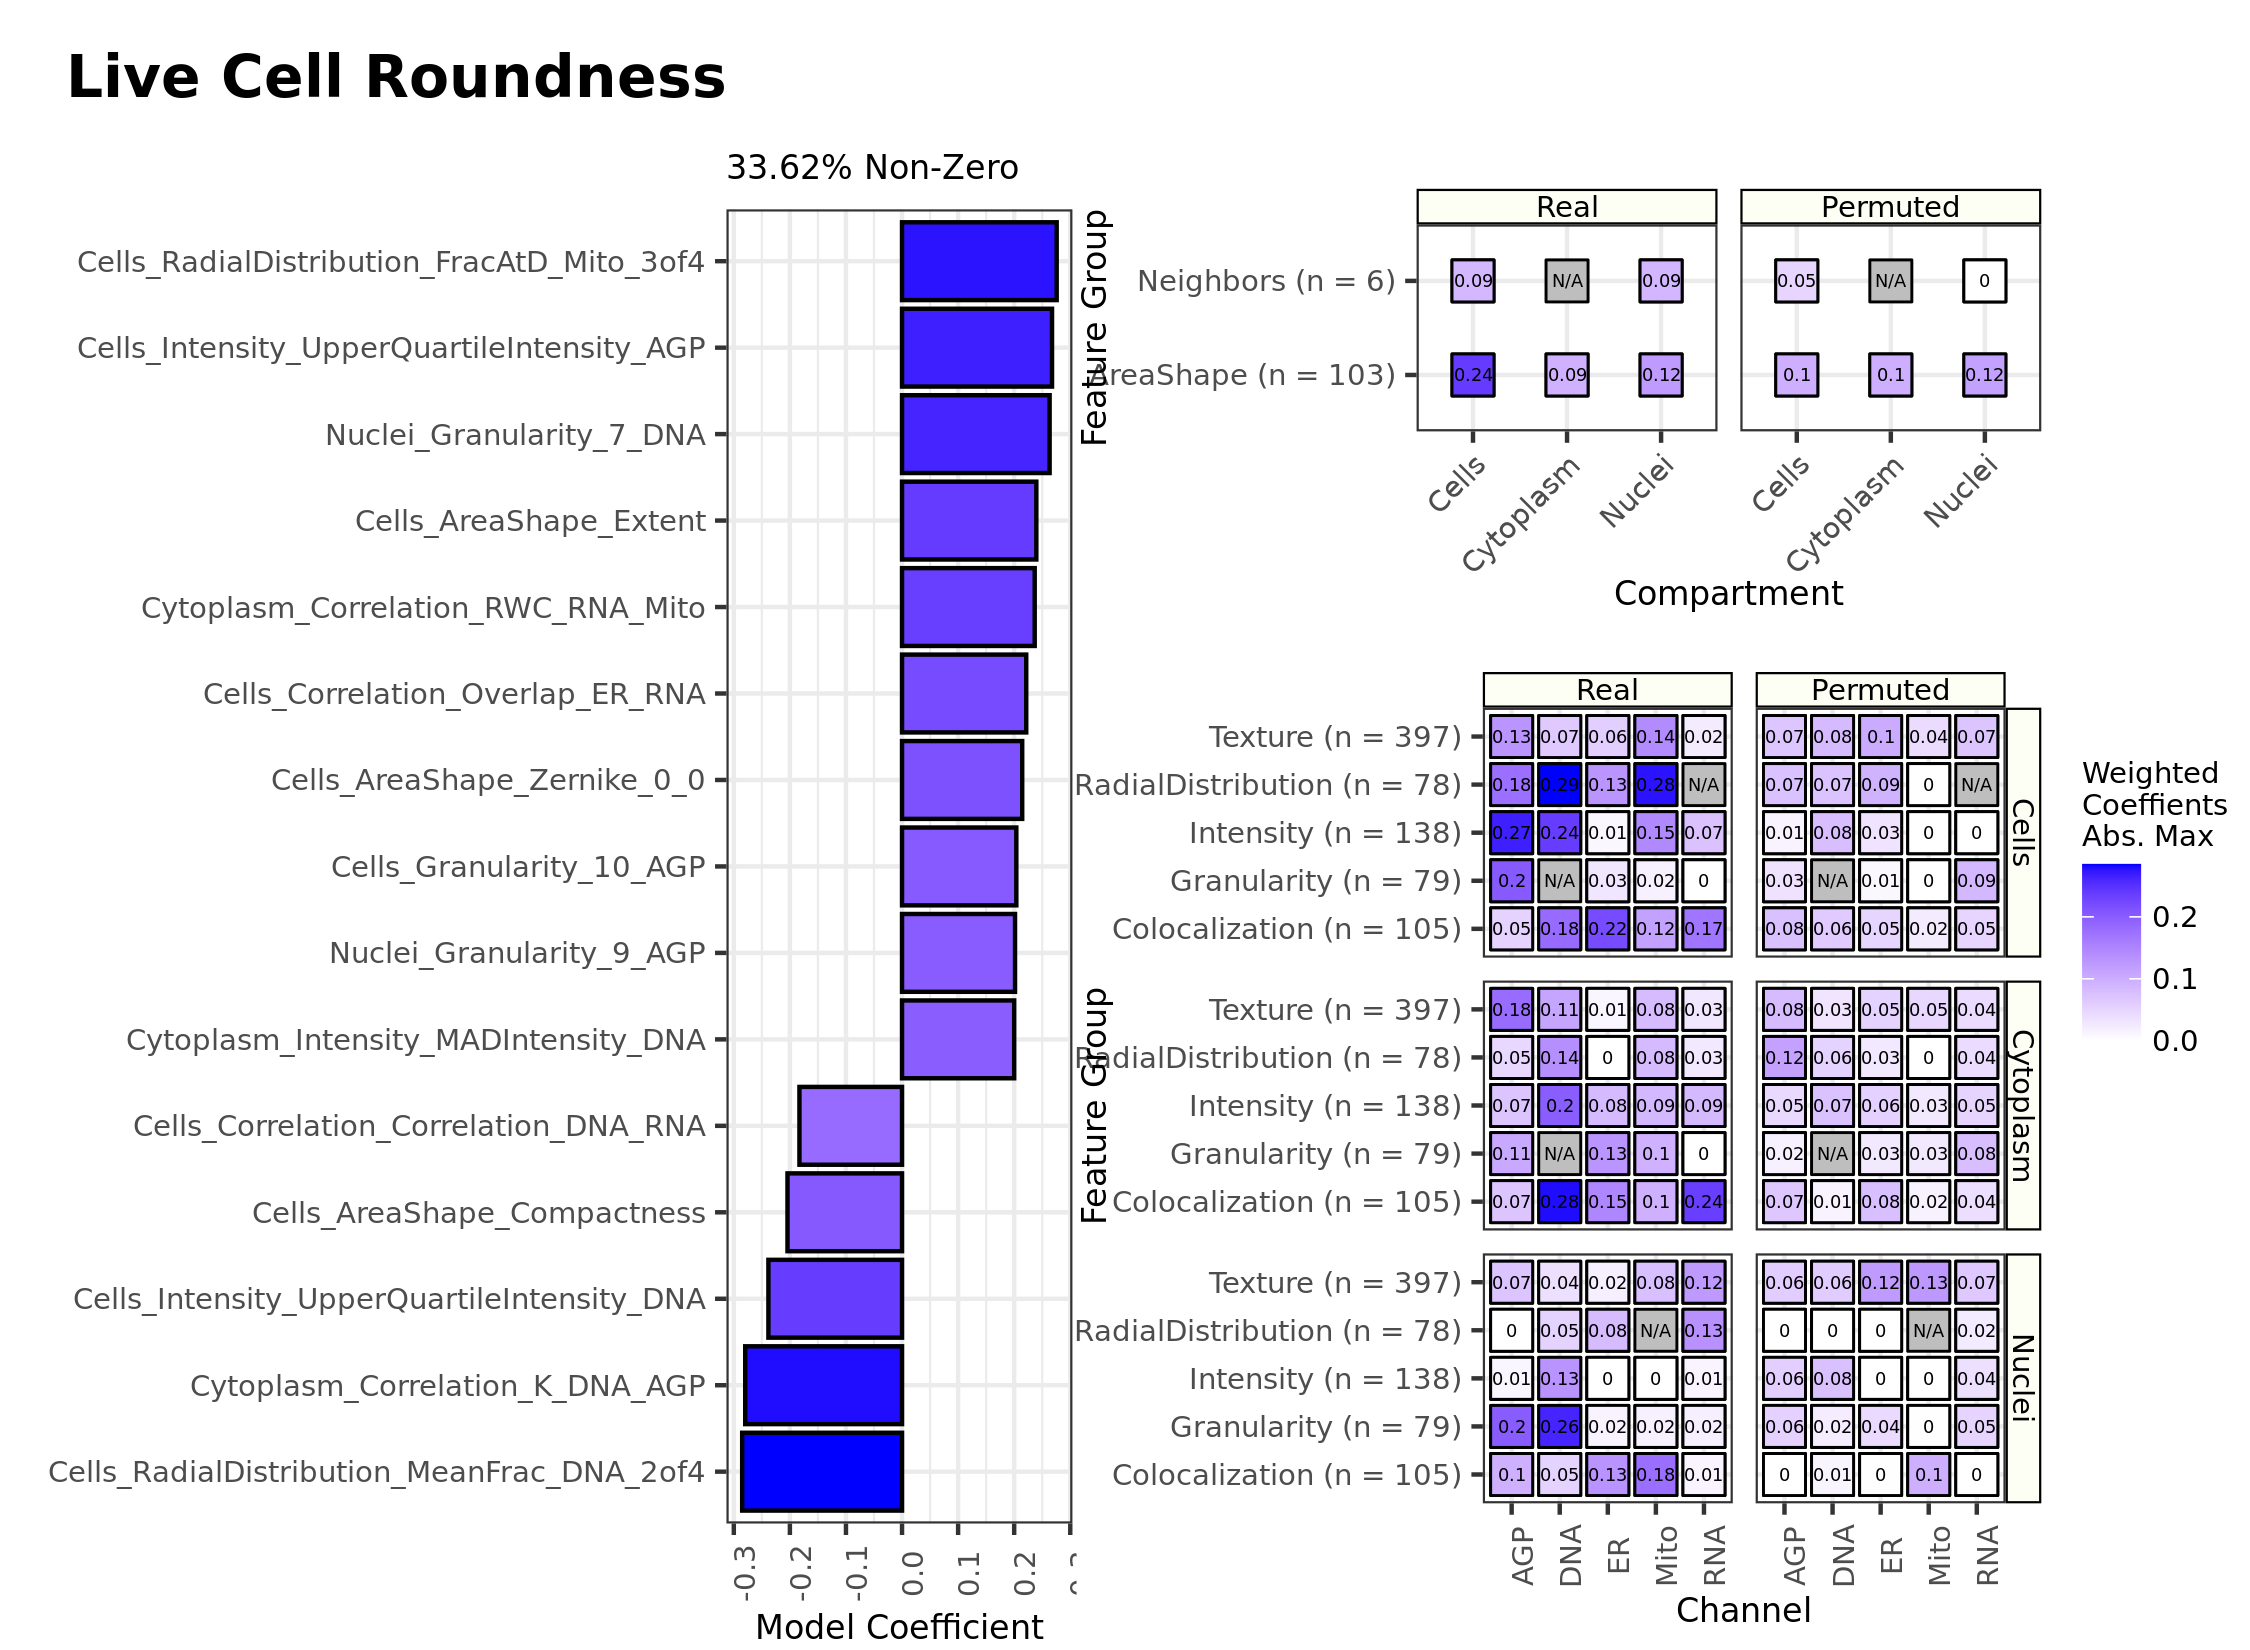 Live Cell Roundness
33.62% Non-Zero
Cells_RadialDistribution_FracAtD_Mito_3of4
Cells_Intensity_UpperQuartileIntensity_AGP
Nuclei_Granularity_7_DNA
Cells_AreaShape_Extent
Cytoplasm_Correlation_RWC_RNA_Mito
Cells_Correlation_Overlap_ER_RNA
Cells_AreaShape_Zernike_0_0
Cells_Granularity_10_AGP
Nuclei_Granularity_9_AGP
Cytoplasm_Intensity_MADIntensity_DNA
Cells_Correlation_Correlation_DNA_RNA
Cells_AreaShape_Compactness
Cells_Intensity_UpperQuartileIntensity_DNA
Cytoplasm_Correlation_K_DNA_AGP
Cells_RadialDistribution_MeanFrac_DNA_2of4
-0.3 -0.2 -0.1 0.0 0.1 0.2
Model Coefficient
Feature Group
Real Permuted
Neighbors (n = 6) 0.09 N/A 0.09 0.05 N/A 0
AreaShape (n = 103) 0.24 0.09 0.12 0.1 0.1 0.12
Cells Cytoplasm Nuclei Cells Cytoplasm Nuclei
Compartment
Feature Group
Real Permuted
Cells
Texture (n = 397) 0.13 0.07 0.06 0.14 0.02 0.07 0.08 0.1 0.04 0.07
RadialDistribution (n = 78) 0.18 0.29 0.13 0.28 N/A 0.07 0.07 0.09 0 N/A
Intensity (n = 138) 0.27 0.24 0.01 0.15 0.07 0.01 0.08 0.03 0 0
Granularity (n = 79) 0.2 N/A 0.03 0.02 0 0.03 N/A 0.01 0 0.09
Colocalization (n = 105) 0.05 0.18 0.22 0.12 0.17 0.08 0.06 0.05 0.02 0.05
Cytoplasm
Texture (n = 397) 0.18 0.11 0.01 0.08 0.03 0.08 0.03 0.05 0.05 0.04
RadialDistribution (n = 78) 0.05 0.14 0 0.08 0.03 0.12 0.06 0.03 0 0.04
Intensity (n = 138) 0.07 0.2 0.08 0.09 0.09 0.05 0.07 0.06 0.03 0.05
Granularity (n = 79) 0.11 N/A 0.13 0.1 0 0.02 N/A 0.03 0.03 0.08
Colocalization (n = 105) 0.07 0.28 0.15 0.1 0.24 0.07 0.01 0.08 0.02 0.04
Nuclei
Texture (n = 397) 0.07 0.04 0.02 0.08 0.12 0.06 0.06 0.12 0.13 0.07
RadialDistribution (n = 78) 0 0.05 0.08 N/A 0.13 0 0 0 N/A 0.02
Intensity (n = 138) 0.01 0.13 0 0 0.01 0.06 0.08 0 0 0.04
Granularity (n = 79) 0.2 0.26 0.02 0.02 0.02 0.06 0.02 0.04 0 0.05
Colocalization (n = 105) 0.1 0.05 0.13 0.18 0.01 0 0.01 0 0.1 0
AGP DNA ER Mito RNA AGP DNA ER Mito RNA
Channel
Weighted
Coeffients
Abs. Max
0.2
0.1
0.0